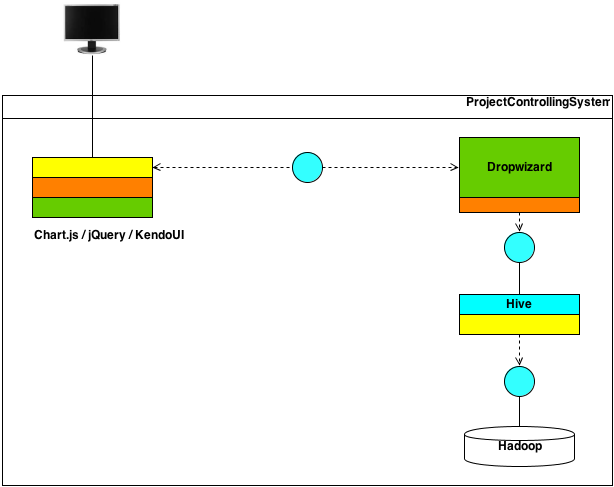 ProjectControllingSystem
Dropwizard
Chart.js / jQuery / KendoUI
Hive
Hadoop